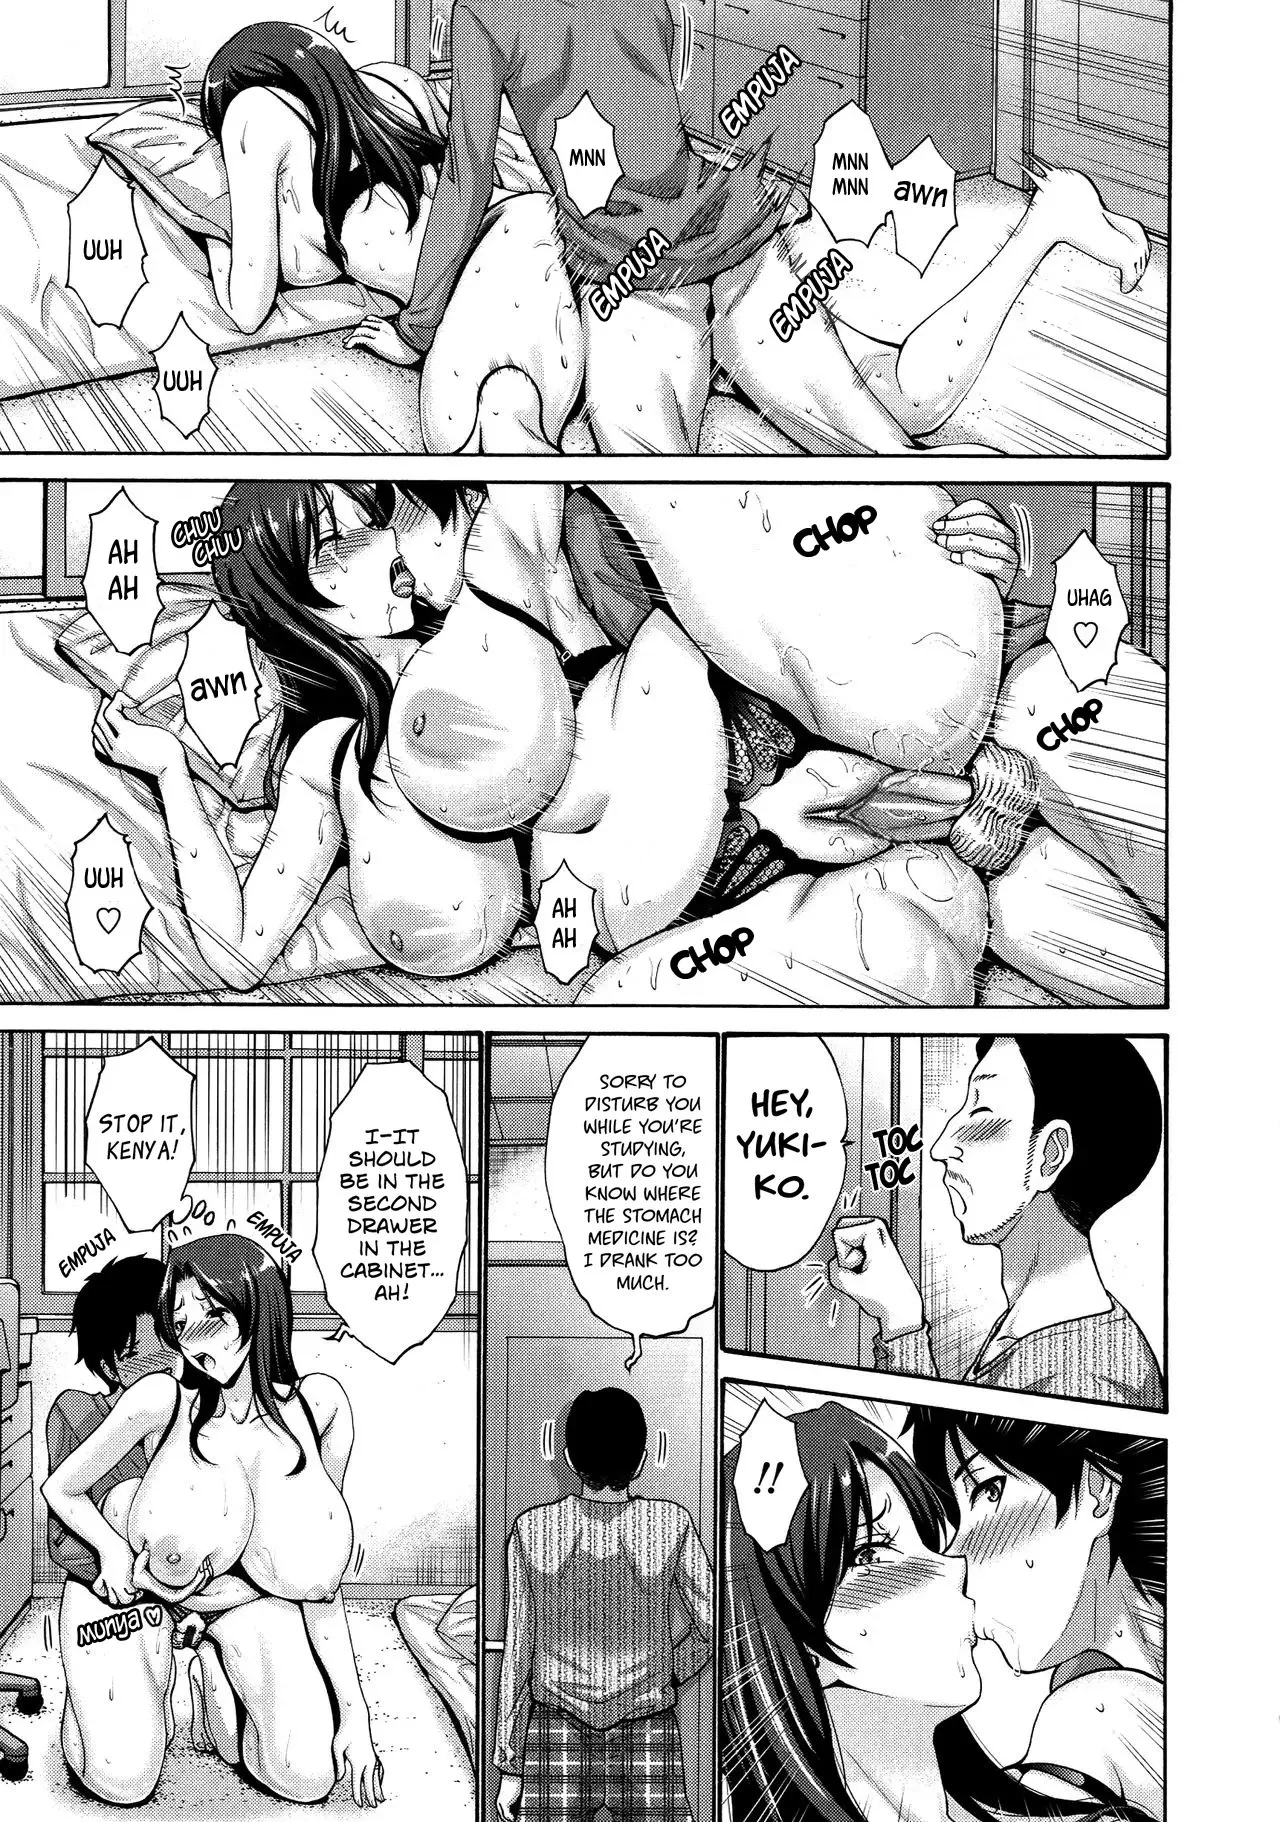 EMPUJA
MNN
MNN
MNN
AWN
EMPUJA
EMPUJA
UUH
UUH
CHOP
UHAG
♡
CHOP
CHUU
CHUU
AH
AH
AWN
UUH
♡
AH
AH
CHOP
HEY,
YUKI-
KO.
TOC
TOC
!!
SORRY TO
DISTURB YOU
WHILE YOU'RE
STUDYING,
BUT DO YOU
KNOW WHERE
THE STOMACH
MEDICINE IS?
I DRANK TOO
MUCH.
I-IT
SHOULD
BE IN THE
SECOND
DRAWER
IN THE
CABINET...
AH!
STOP IT,
KENYA!
EMPUJA
EMPUJA
MUNYA ♡